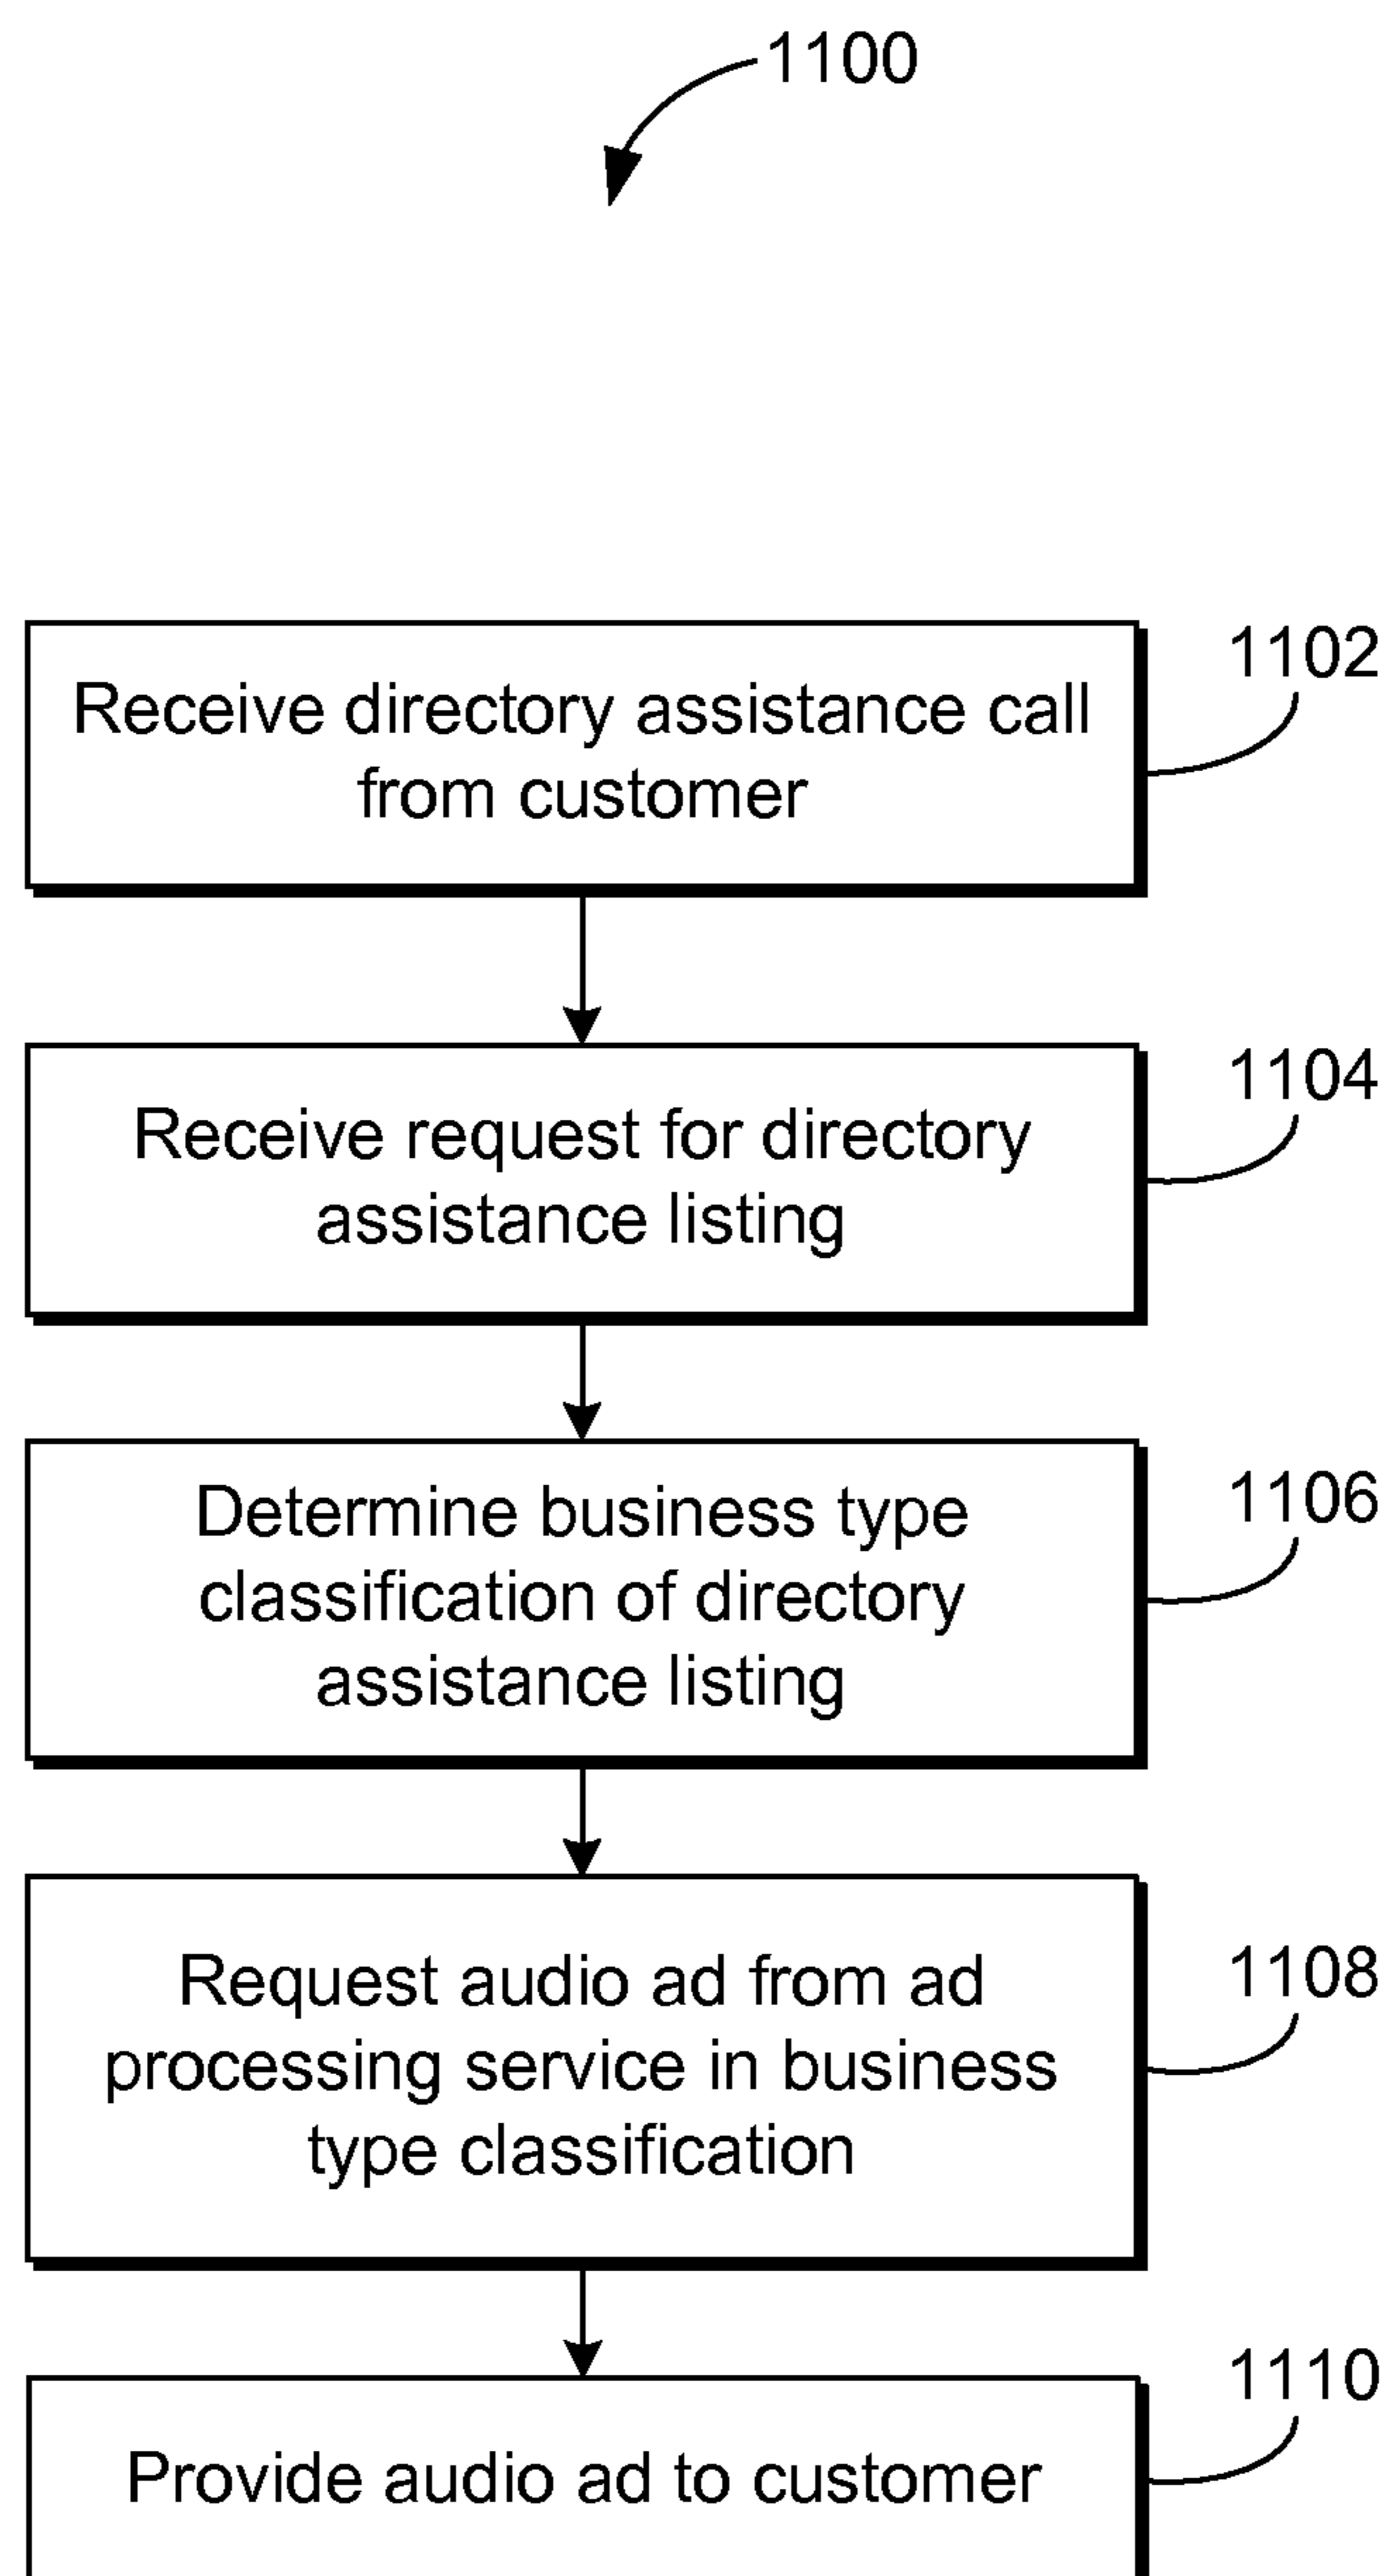 1100
1102
Receive directory assistance call
from customer
1104
Receive request for directory
assistance listing
1106
Determine business type
classification of directory
assistance listing
1108
Request audio ad from ad
processing service in business
type classification
1110
Provide audio ad to customer